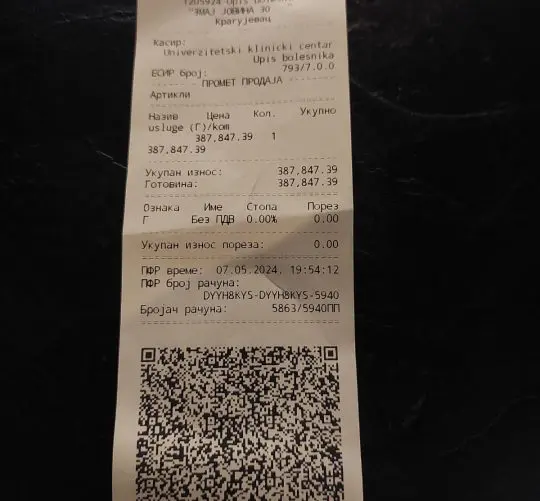 1205924-Upis
"ЗМАЈ ЈОВИНА 30
Крагујевац
Касир:
Univerzitetski klinicki centar
Upis bolesnika
ЕСИР број: 793/7.0.0
ПРОМЕТ ПРОДАЈА
Артикли
Назив Цена Кол. Укупно
usluge (Г)/kom
387,847.39 1
387,847.39
Укупан износ: 387,847.39
Готовина: 387,847.39
Ознака Име Стопа Порез
Г Без ПДВ 0.00% 0.00
Укупан износ пореза: 0.00
ПФР време: 07.05.2024, 19:54:12
ПФР број рачуна:
DYYH8KYS-DYYH8KYS-5940
Бројач рачуна: 5863/5940ПП